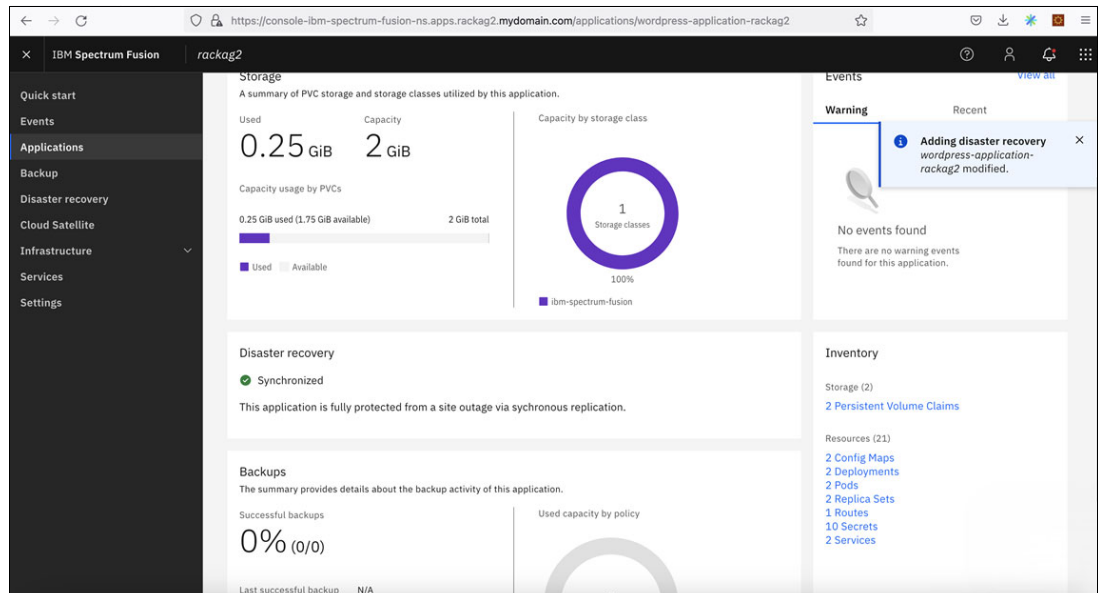 https://console-ibm-spectrum-fusion-ns.apps.rackag2.mydomain.com/applications/wordpress-application-rackag2
IBM Spectrum Fusion
rackag2
Quick start
Events
Applications
Backup
Disaster recovery
Cloud Satellite
Infrastructure
Services
Settings
Storage
A summary of PVC storage and storage classes utilized by this application.
Used
Capacity
0.25 GiB
2 GiB
Capacity usage by PVCs
0.25 GiB used (1.75 GiB available)
2 GiB total
Used
Available
Capacity by storage class
1
Storage classes
100%
ibm-spectrum-fusion
Events
View all
Warning
Recent
Adding disaster recovery
wordpress-application-
rackag2 modified.
No events found
There are no warning events
found for this application.
Disaster recovery
Synchronized
This application is fully protected from a site outage via sychronous replication.
Inventory
Storage (2)
2 Persistent Volume Claims
Resources (21)
2 Config Maps
2 Deployments
2 Pods
2 Replica Sets
1 Routes
10 Secrets
2 Services
Backups
The summary provides details about the backup activity of this application.
Successful backups
0% (0/0)
Last successful backup
N/A
Used capacity by policy